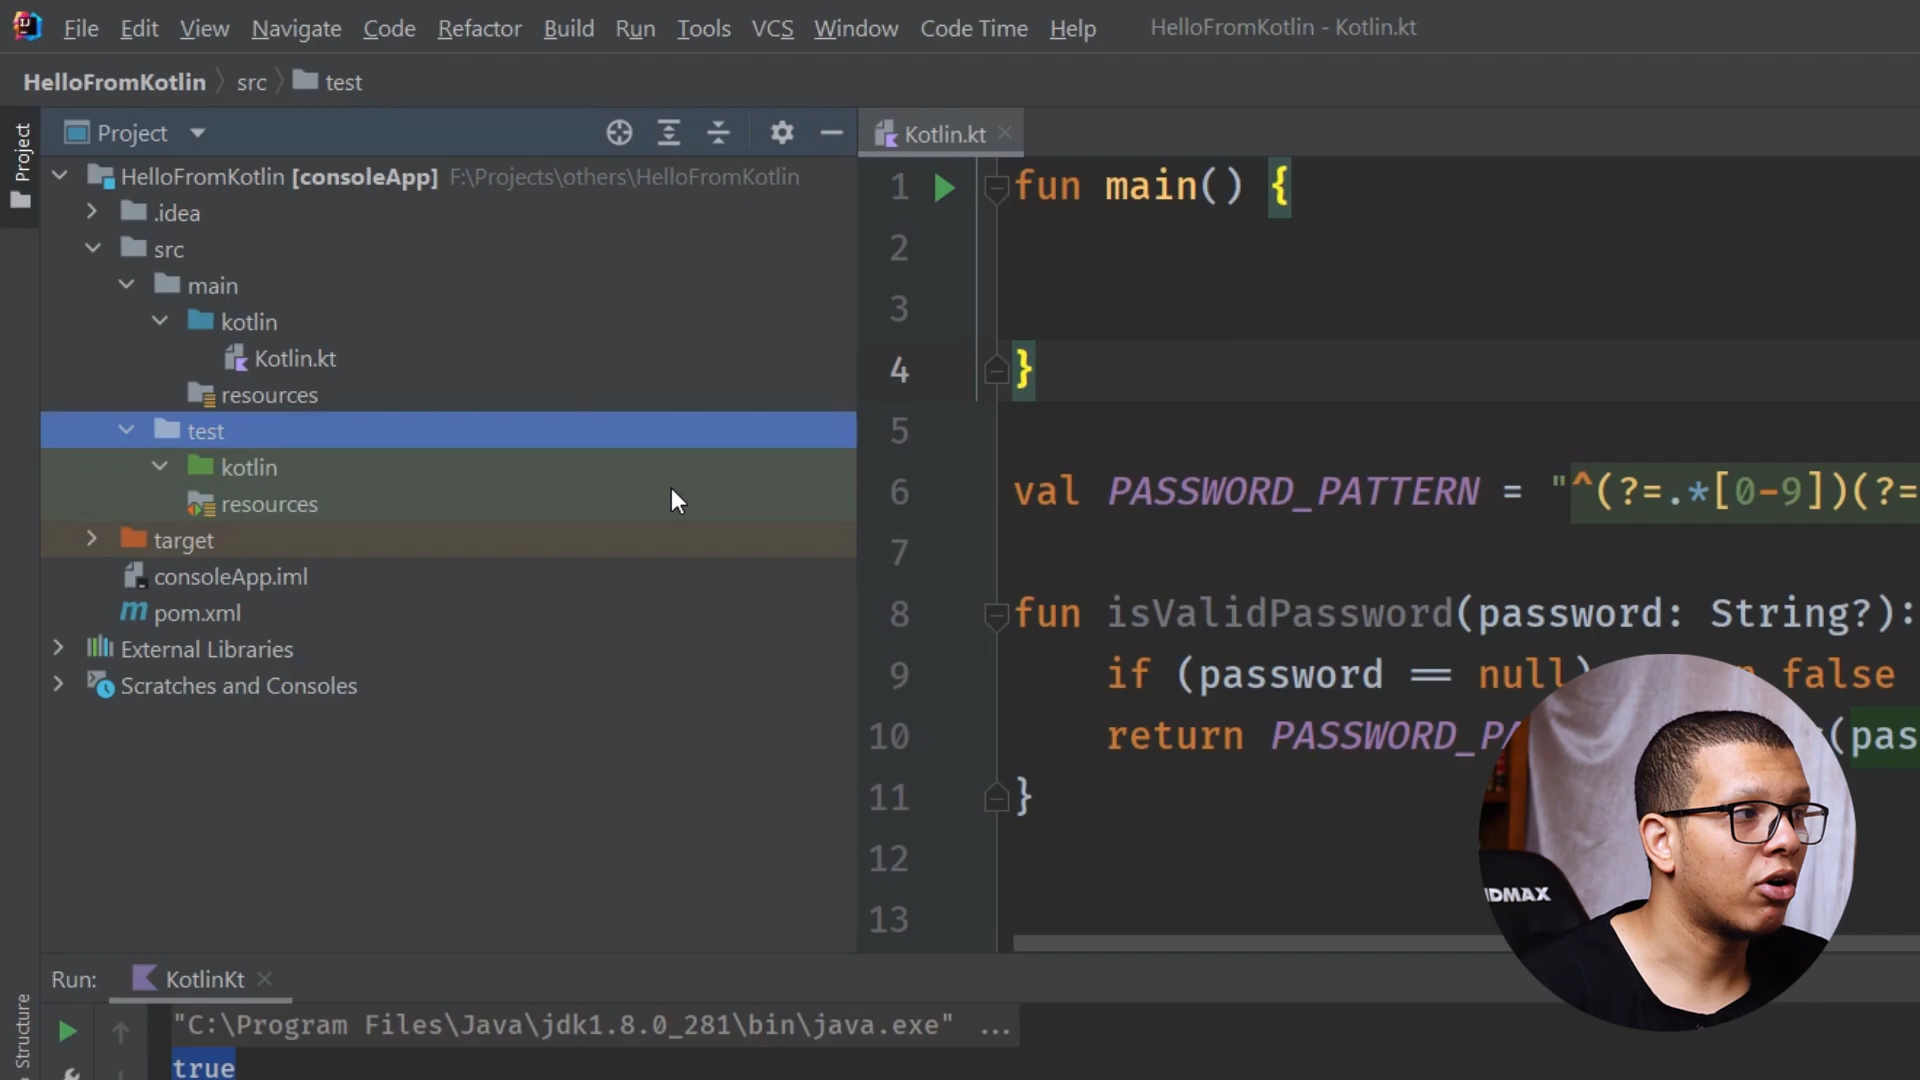 File Edit View Navigate Code Refactor Build Run Tools VCS Window Code Time Help HelloFromKotlin - Kotlin.kt
HelloFromKotlin src test
Project
Project
Kotlin.kt
HelloFromKotlin [consoleApp] F:\Projects\others\HelloFromKotlin
.idea
src
main
kotlin
Kotlin.kt
resources
test
kotlin
resources
target
consoleApp.iml
pom.xml
External Libraries
Scratches and Consoles
1 fun main() {
2
3
4 }
5
6 val PASSWORD_PATTERN = "^(?=.*[0-9])(?=
7
8 fun isValidPassword(password: String?):
9 if (password == null) false
10 return PASSWORD_PA (pas
11 }
12
13
DMAX
Structure
Run: KotlinKt
"C:\Program Files\Java\jdk1.8.0_281\bin\java.exe" ...
true